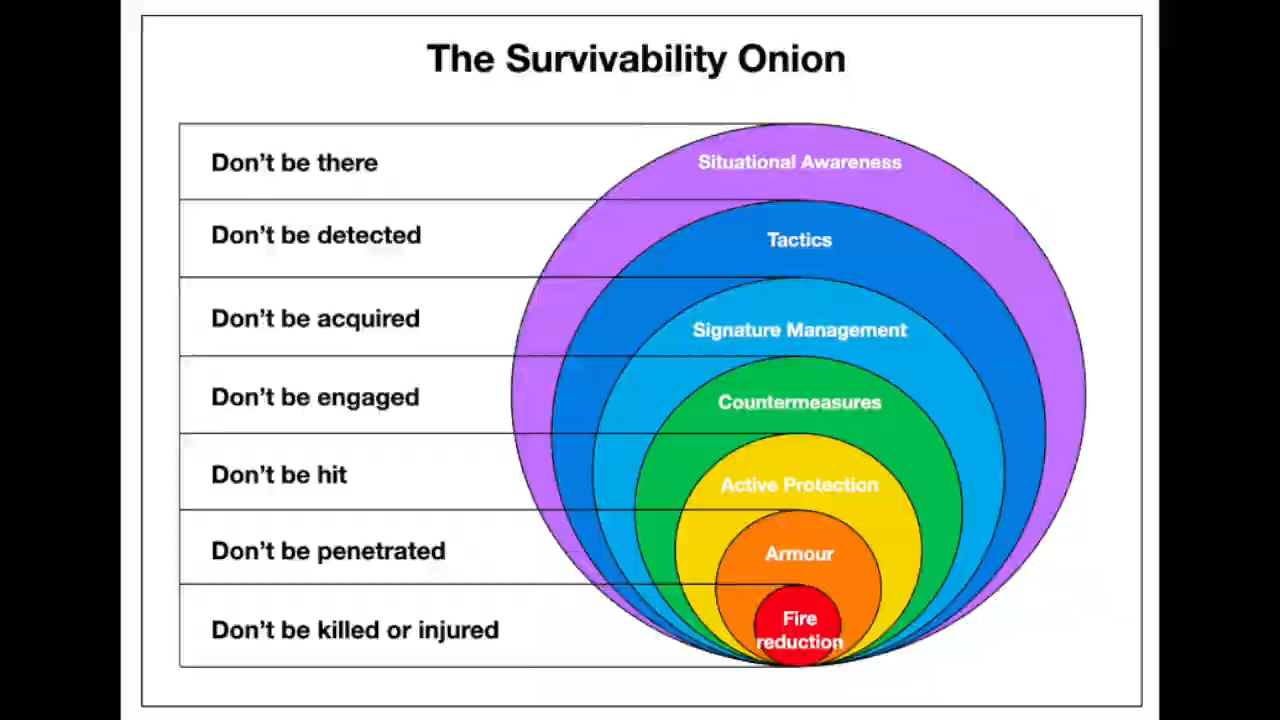 The Survivability Onion
Don't be there
Situational Awareness
Don't be detected
Tactics
Don't be acquired
Signature Management
Don't be engaged
Countermeasures
Don't be hit
Active Protection
Don't be penetrated
Armour
Don't be killed or injured
Fire
reduction